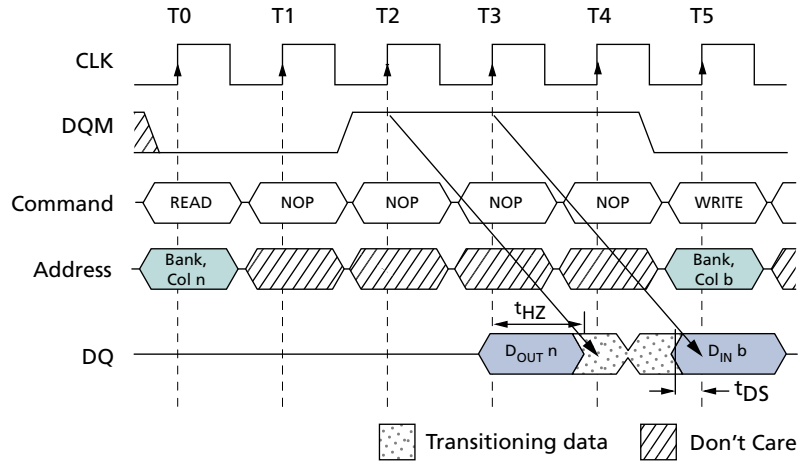 T0 T1 T2 T3 T4 T5
CLK
DQM
Command READ NOP NOP NOP NOP WRITE
Address Bank, Col n Bank, Col b
tHZ
DQ DOUT n DIN b
tDS
Transitioning data Don't Care